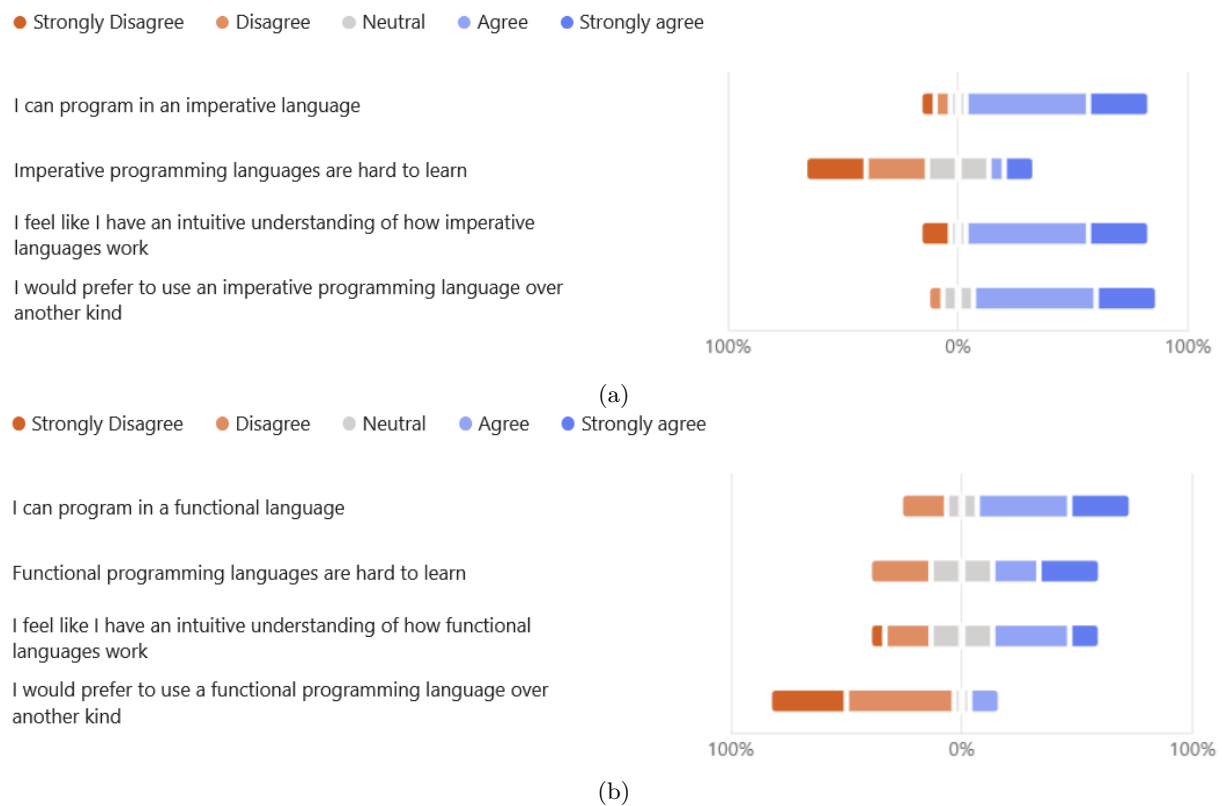 Strongly Disagree Disagree Neutral Agree Strongly agree
I can program in an imperative language
Imperative programming languages are hard to learn
I feel like I have an intuitive understanding of how imperative
languages work
I would prefer to use an imperative programming language over
another kind
100% 0% 100%
(a)
Strongly Disagree Disagree Neutral Agree Strongly agree
I can program in a functional language
Functional programming languages are hard to learn
I feel like I have an intuitive understanding of how functional
languages work
I would prefer to use a functional programming language over
another kind
100% 0% 100%
(b)